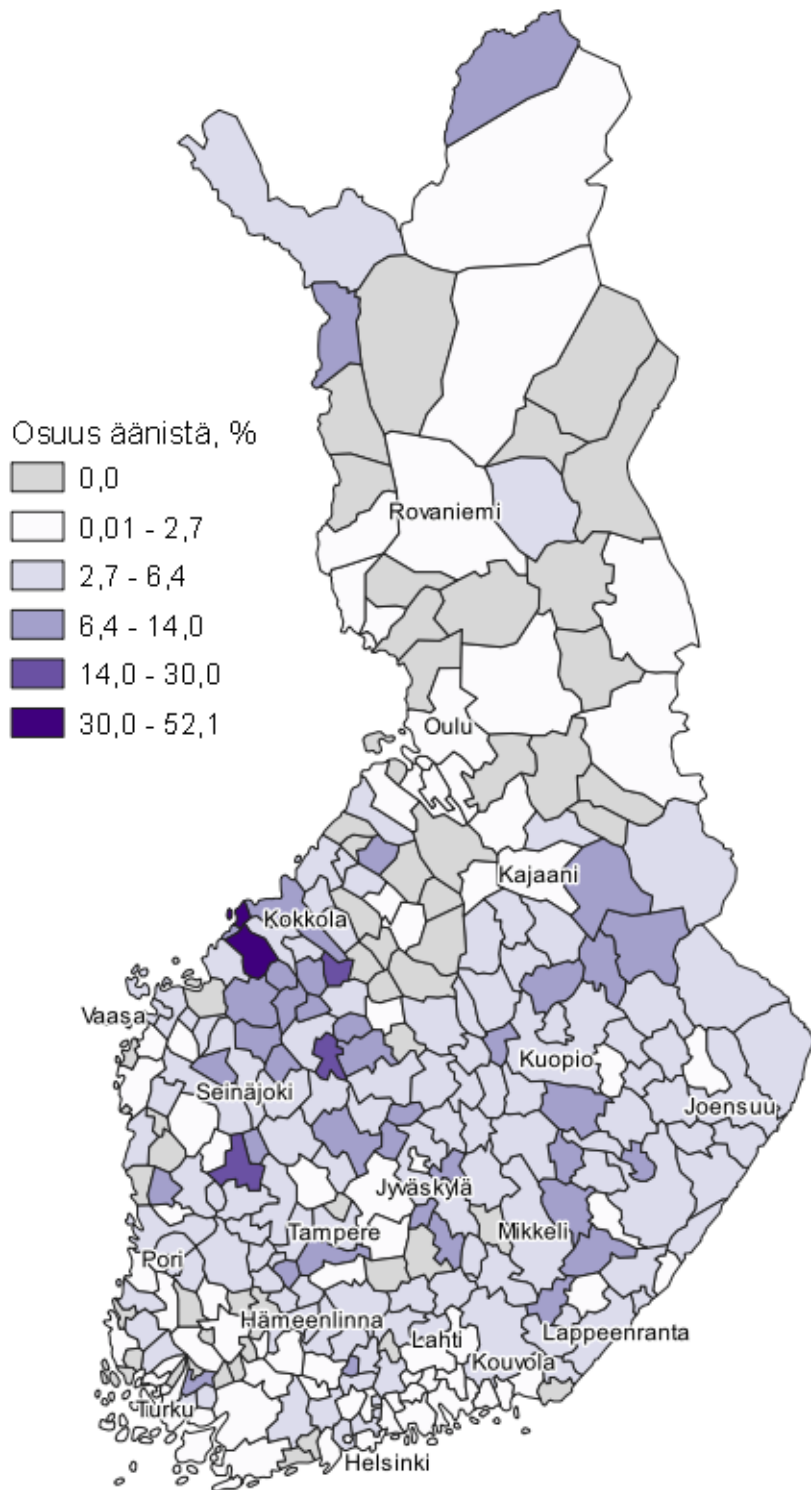 Osuus äänistä, %
0,0
0,01 - 2,7
2,7 - 6,4
6,4 - 14,0
14,0 - 30,0
30,0 - 52,1
Rovaniemi
Oulu
Kajaani
Kokkola
Vaasa
Kuopio
Seinäjoki
Joensuu
Jyväskylä
Tampere
Mikkeli
Pori
Hämeenlinna
Lahti
Lappeenranta
Kouvola
Turku
Helsinki